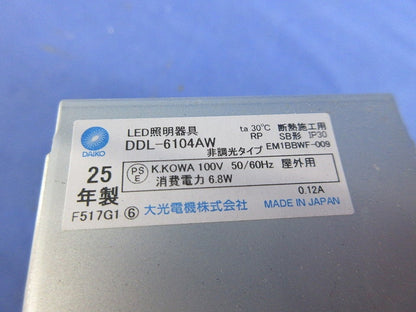 LED照明器具 ta 30℃ 断熱施工用
DDL-6104AW RP SB形 IP30
DAIKO 非調光タイプ EM1BBWF-009
25 PSE K.KOWA 100V 50/60Hz 屋外用
年製 消費電力 6.8W 0.12A
F517G1 ⑥ 大光電機株式会社 MADE IN JAPAN